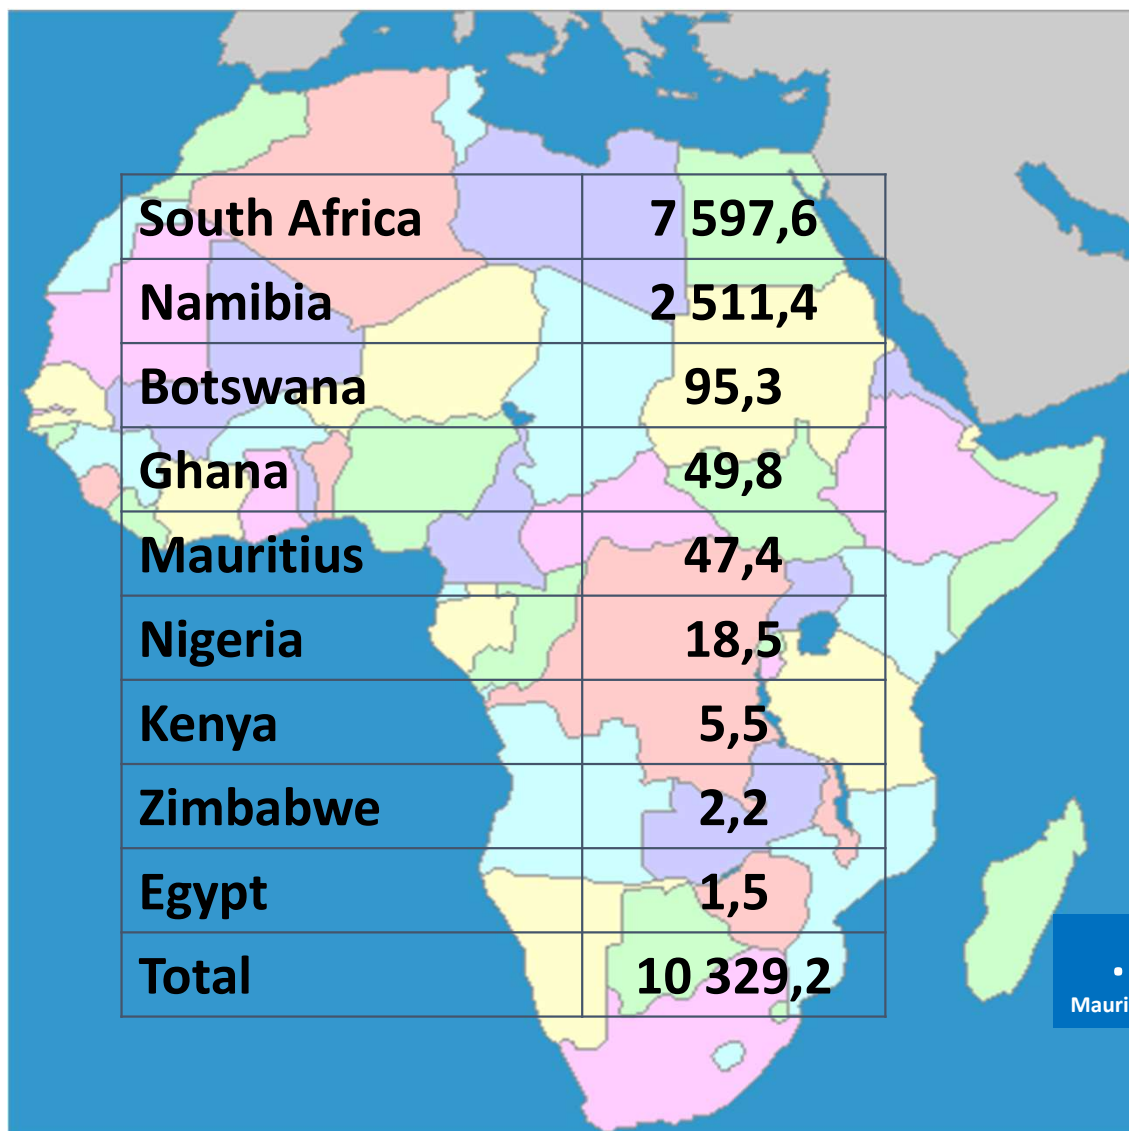 South Africa 7 597,6
Namibia 2 511,4
Botswana 95,3
Ghana 49,8
Mauritius 47,4
Nigeria 18,5
Kenya 5,5
Zimbabwe 2,2
Egypt 1,5
Total 10 329,2
Mauri